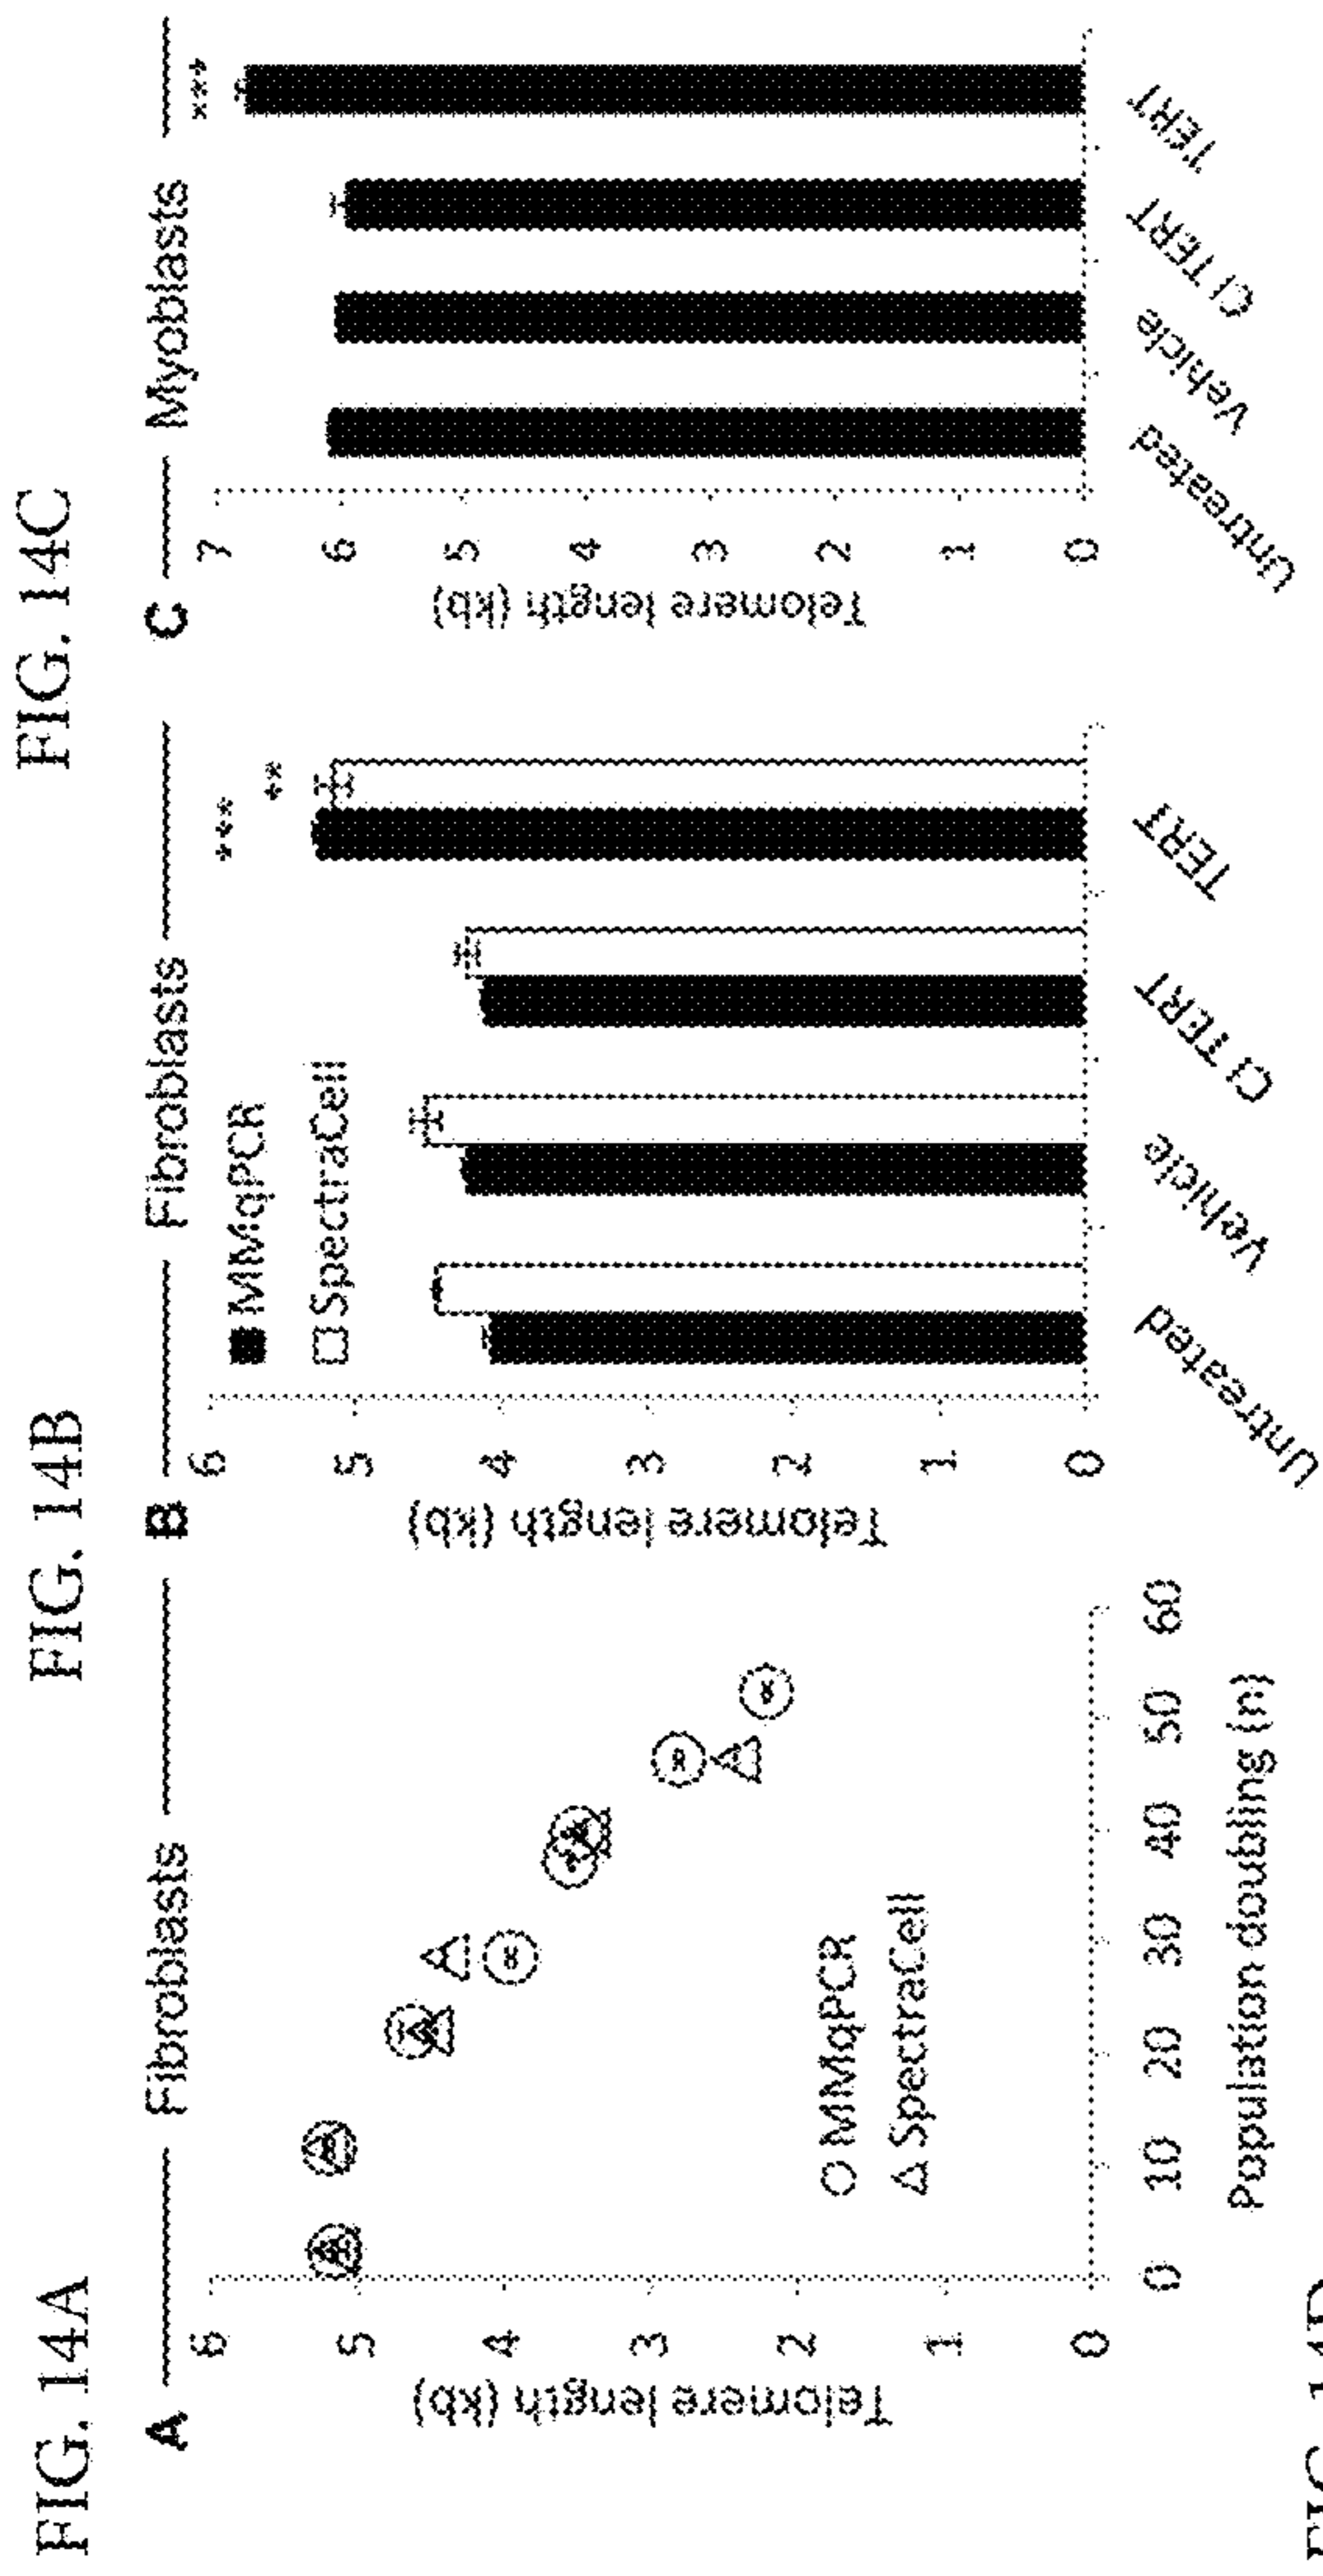 FIG. 14A
A Fibroblasts
Telomere length (kb)
6
5
4
3
2
1
0
0 10 20 30 40 50 60
Population doubling (n)
MMqPCR
SpectraCell
FIG. 14B
B Fibroblasts
Telomere length (kb)
6
5
4
3
2
1
0
MMqPCR
SpectraCell
***
**
Untreated
Vehicle
CI TERT
TERT
FIG. 14C
C Myoblasts
Telomere length (kb)
7
6
5
4
3
2
1
0
***
Untreated
Vehicle
CI TERT
TERT